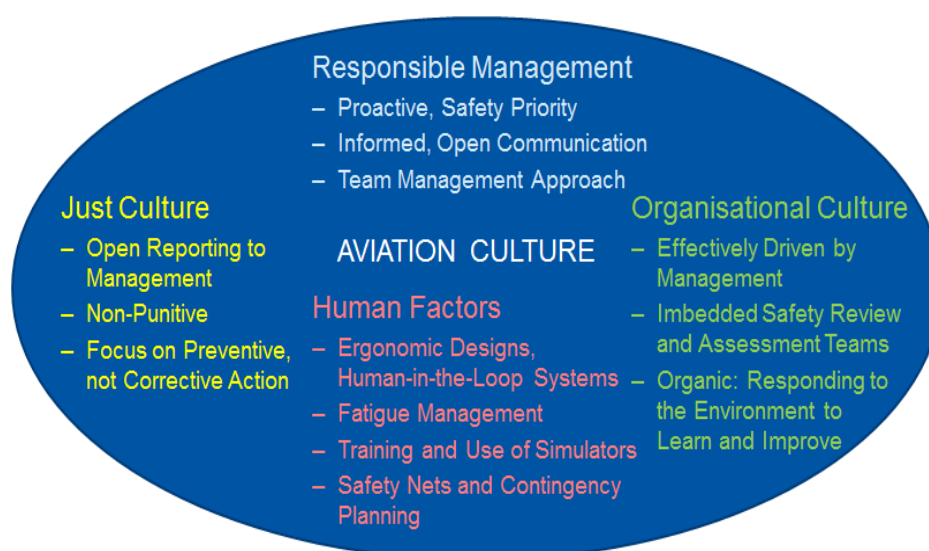 Responsible Management
– Proactive, Safety Priority
– Informed, Open Communication
– Team Management Approach
Just Culture
– Open Reporting to
Management
– Non-Punitive
– Focus on Preventive,
not Corrective Action
AVIATION CULTURE
Human Factors
– Ergonomic Designs,
Human-in-the-Loop Systems
– Fatigue Management
– Training and Use of Simulators
– Safety Nets and Contingency
Planning
Organisational Culture
– Effectively Driven by
Management
– Imbedded Safety Review
and Assessment Teams
– Organic: Responding to
the Environment to
Learn and Improve